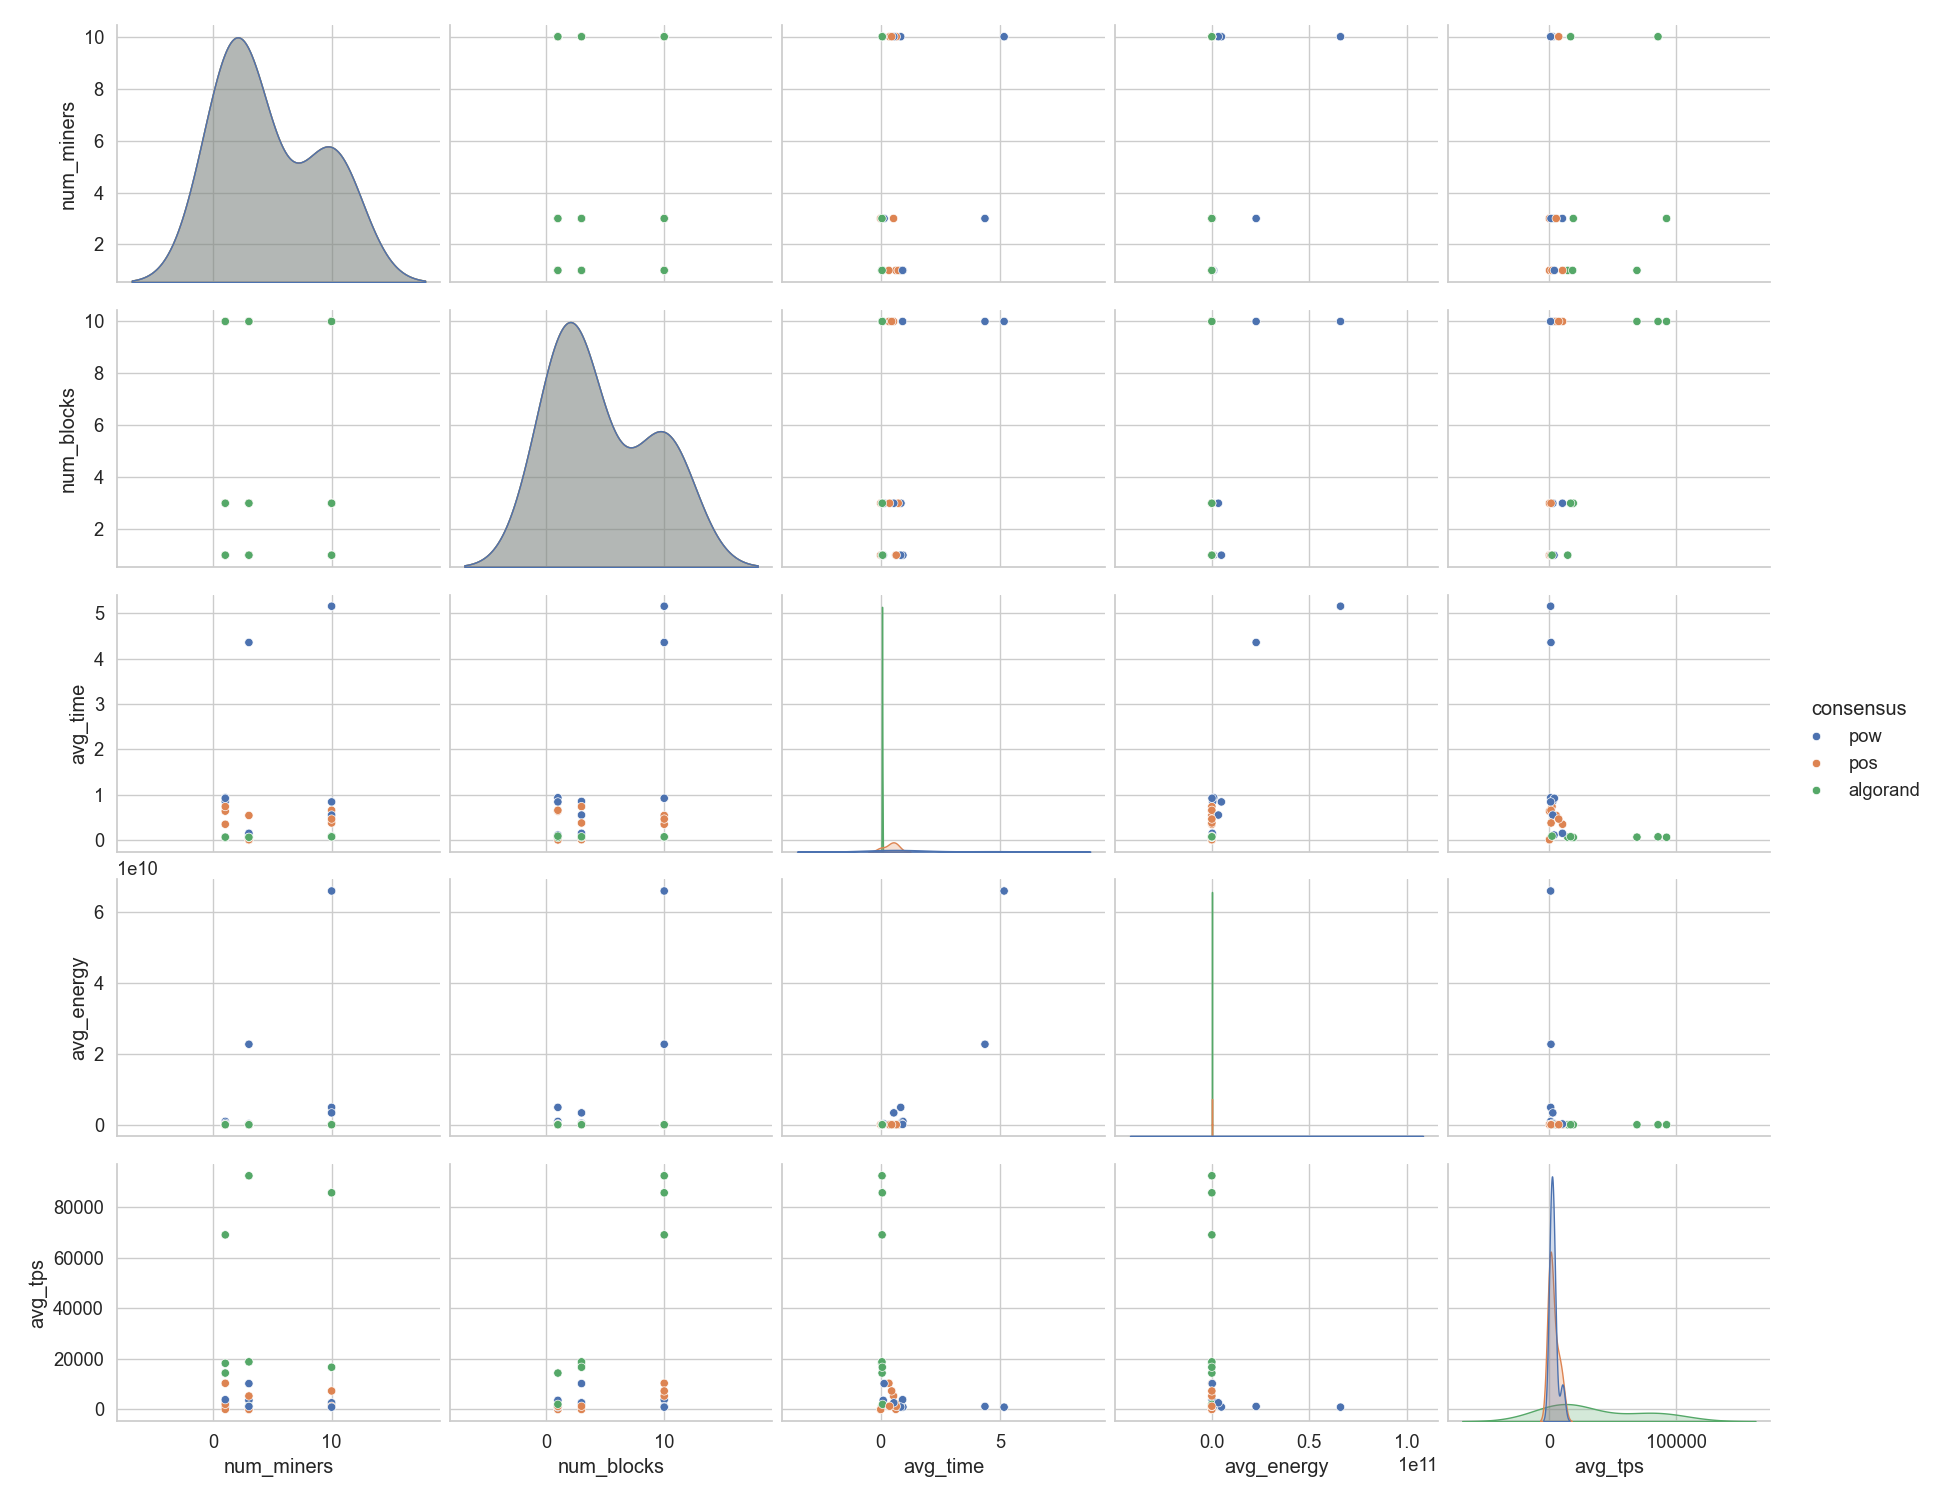 10
8
6
4
2
num_miners
10
8
6
4
2
num_blocks
5
4
3
2
1
0
avg_time
consensus
pow
pos
algorand
1e10
6
4
2
0
avg_energy
80000
60000
40000
20000
0
avg_tps
0 10 0 10 0 5 0.0 0.5 1.0 0 100000
1e11
num_miners num_blocks avg_time avg_energy avg_tps